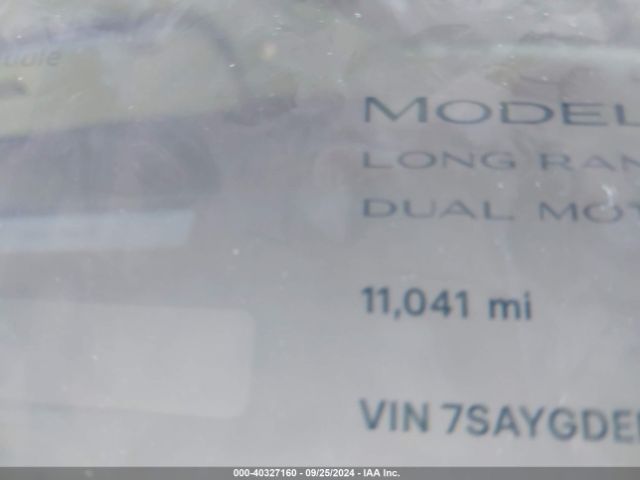 MODEL
LONG RAN
DUAL MOT
11,041 mi
VIN 7SAYGDE
000-40327160 - 09/25/2024 - IAA Inc.